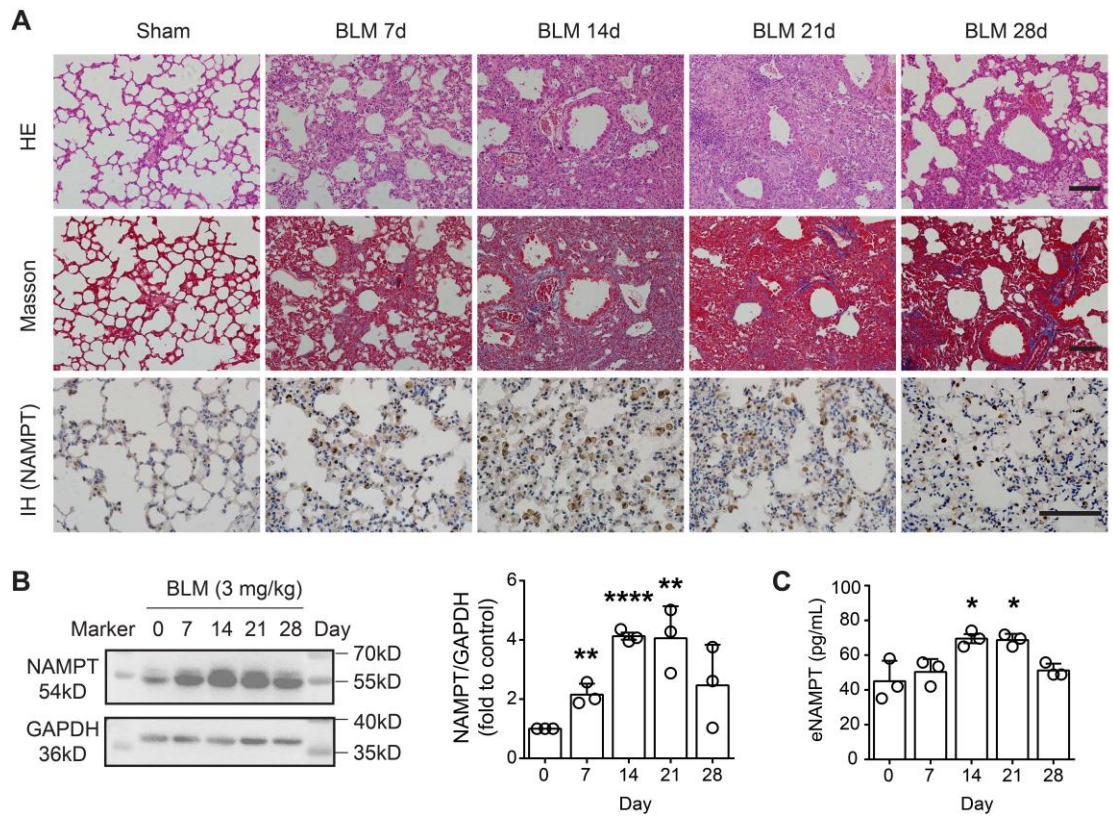 A
Sham BLM 7d BLM 14d BLM 21d BLM 28d
HE
Masson
IH (NAMPT)
B
BLM (3 mg/kg)
Marker 0 7 14 21 28 Day
NAMPT
54kD
70kD
55kD
GAPDH
36kD
40kD
35kD
NAMPT/GAPDH
(fold to control)
6
4
2
0
** **** **
0 7 14 21 28
Day
C
eNAMPT (pg/mL)
100
80
60
40
20
0
* *
0 7 14 21 28
Day